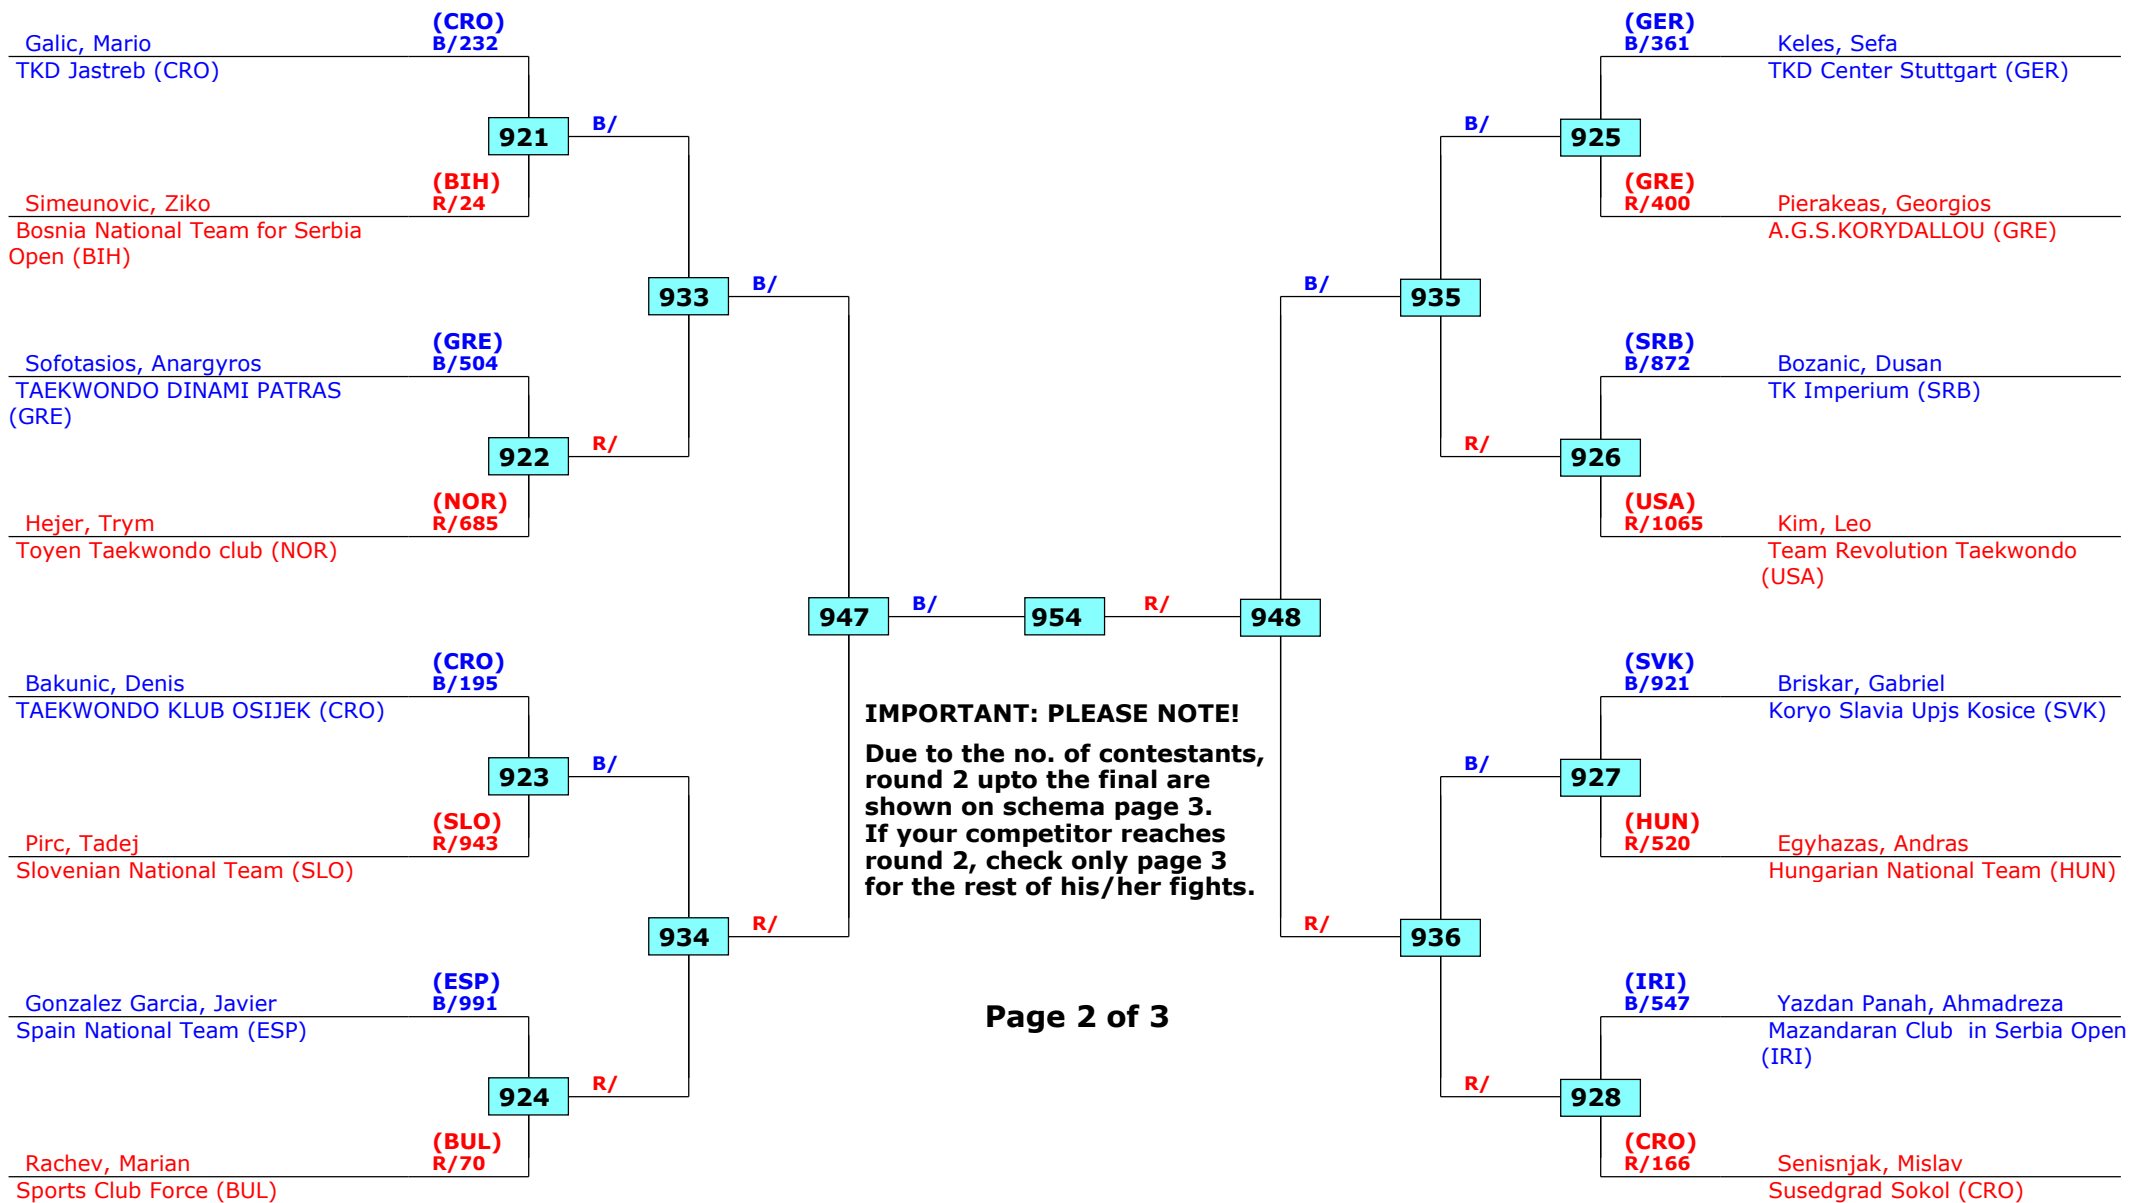 (CRO)
Galic, Mario B/232
TKD Jastreb (CRO)
921
B/
(BIH)
Simeunovic, Ziko R/24
Bosnia National Team for Serbia
Open (BIH)
933
B/
(GRE)
Sofotasios, Anargyros B/504
TAEKWONDO DINAMI PATRAS
(GRE)
922
R/
(NOR)
Hejer, Trym R/685
Toyen Taekwondo club (NOR)
947
B/
954
R/
948
(CRO)
Bakunic, Denis B/195
TAEKWONDO KLUB OSIJEK (CRO)
923
B/
(SLO)
Pirc, Tadej R/943
Slovenian National Team (SLO)
934
R/
(ESP)
Gonzalez Garcia, Javier B/991
Spain National Team (ESP)
924
R/
(BUL)
Rachev, Marian R/70
Sports Club Force (BUL)
IMPORTANT: PLEASE NOTE!
Due to the no. of contestants,
round 2 upto the final are
shown on schema page 3.
If your competitor reaches
round 2, check only page 3
for the rest of his/her fights.
Page 2 of 3
(GER)
B/361 Keles, Sefa
TKD Center Stuttgart (GER)
B/
925
(GRE)
R/400 Pierakeas, Georgios
A.G.S.KORYDALLOU (GRE)
B/
935
(SRB)
B/872 Bozanic, Dusan
TK Imperium (SRB)
R/
926
(USA)
R/1065 Kim, Leo
Team Revolution Taekwondo
(USA)
(SVK)
B/921 Briskar, Gabriel
Koryo Slavia Upjs Kosice (SVK)
B/
927
(HUN)
R/520 Egyhazas, Andras
Hungarian National Team (HUN)
R/
936
(IRI)
B/547 Yazdan Panah, Ahmadreza
Mazandaran Club in Serbia Open
(IRI)
R/
928
(CRO)
R/166 Senisnjak, Mislav
Susedgrad Sokol (CRO)